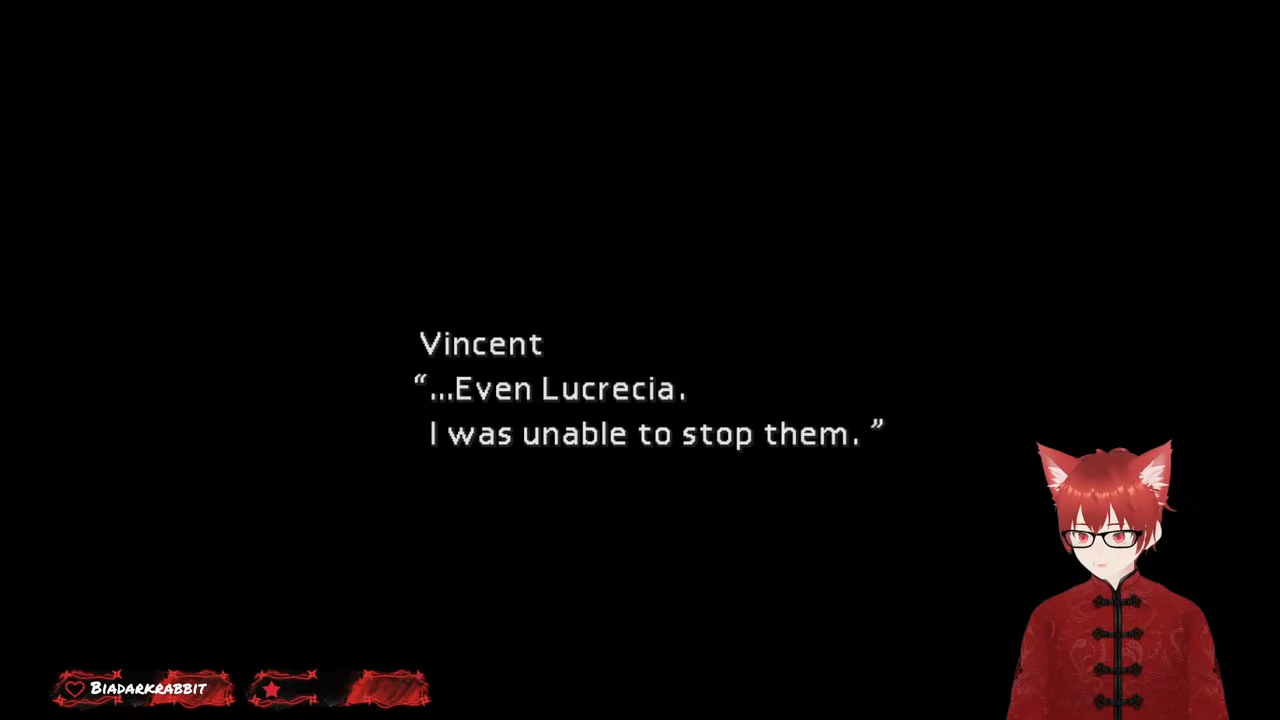 Vincent
“...Even Lucrecia.
I was unable to stop them. ”
Biadarkrabbit